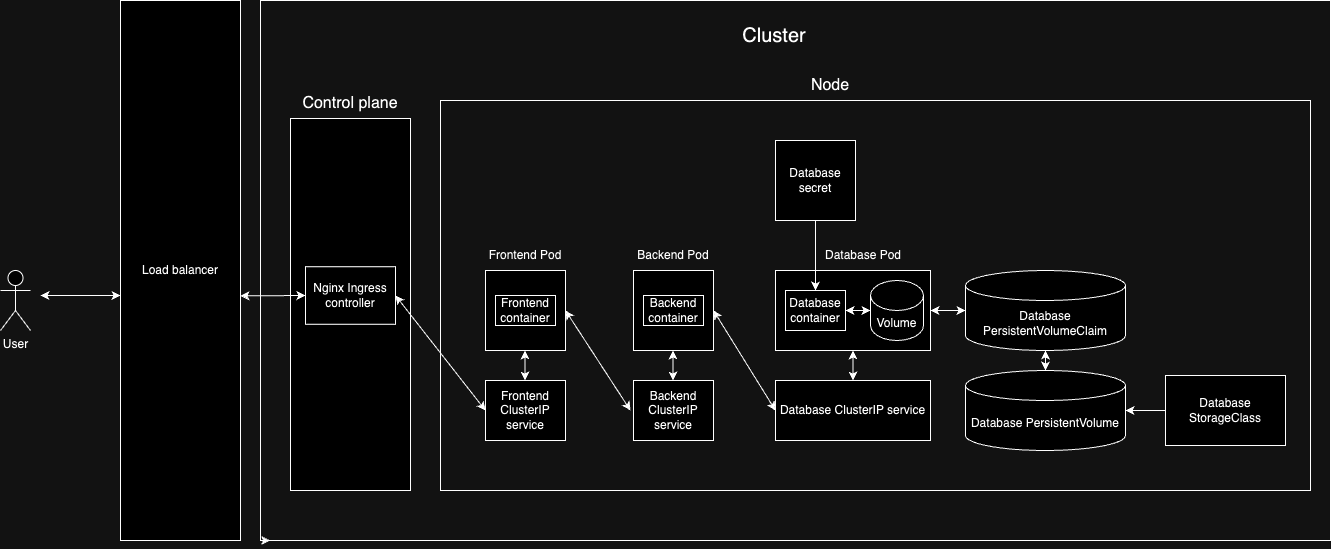 Cluster
Node
Control plane
Database
secret
Load balancer
Frontend Pod
Backend Pod
Database Pod
Nginx Ingress
controller
Frontend
container
Backend
container
Database
container
Volume
Database
PersistentVolumeClaim
User
Frontend
ClusterIP
service
Backend
ClusterIP
service
Database ClusterIP service
Database PersistentVolume
Database
StorageClass